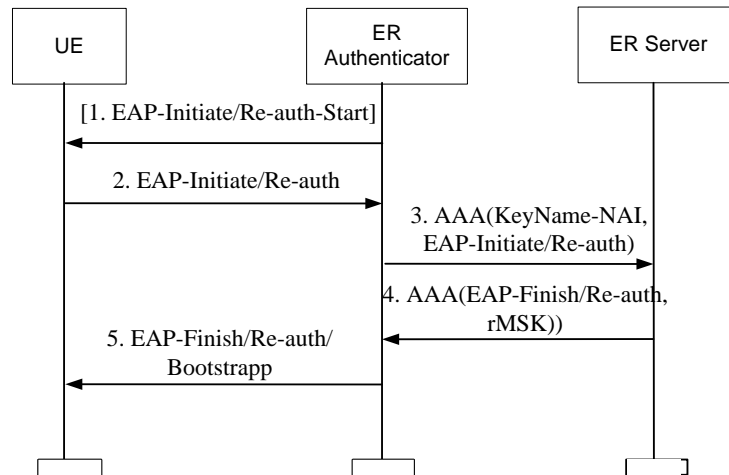 UE
ER
Authenticator
ER Server
[1. EAP-Initiate/Re-auth-Start]
2. EAP-Initiate/Re-auth
3. AAA(KeyName-NAI,
EAP-Initiate/Re-auth)
4. AAA(EAP-Finish/Re-auth,
rMSK))
5. EAP-Finish/Re-auth/
Bootstrapp